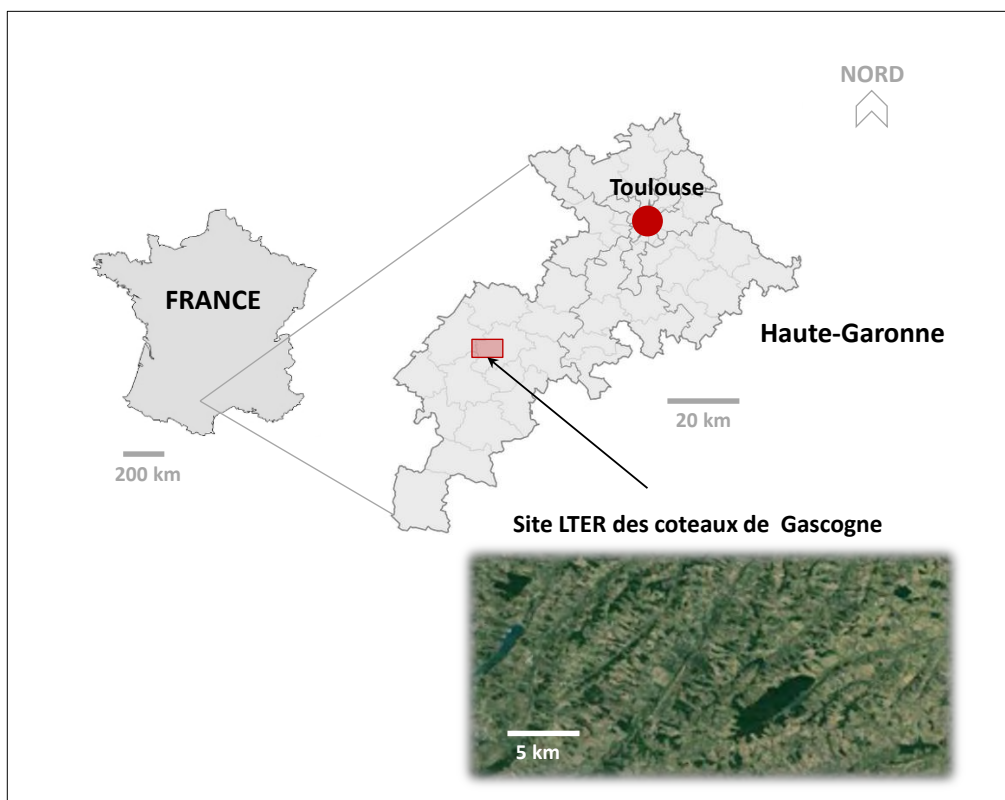 NORD
Toulouse
FRANCE
Haute-Garonne
20 km
200 km
Site LTER des coteaux de  Gascogne
5 km